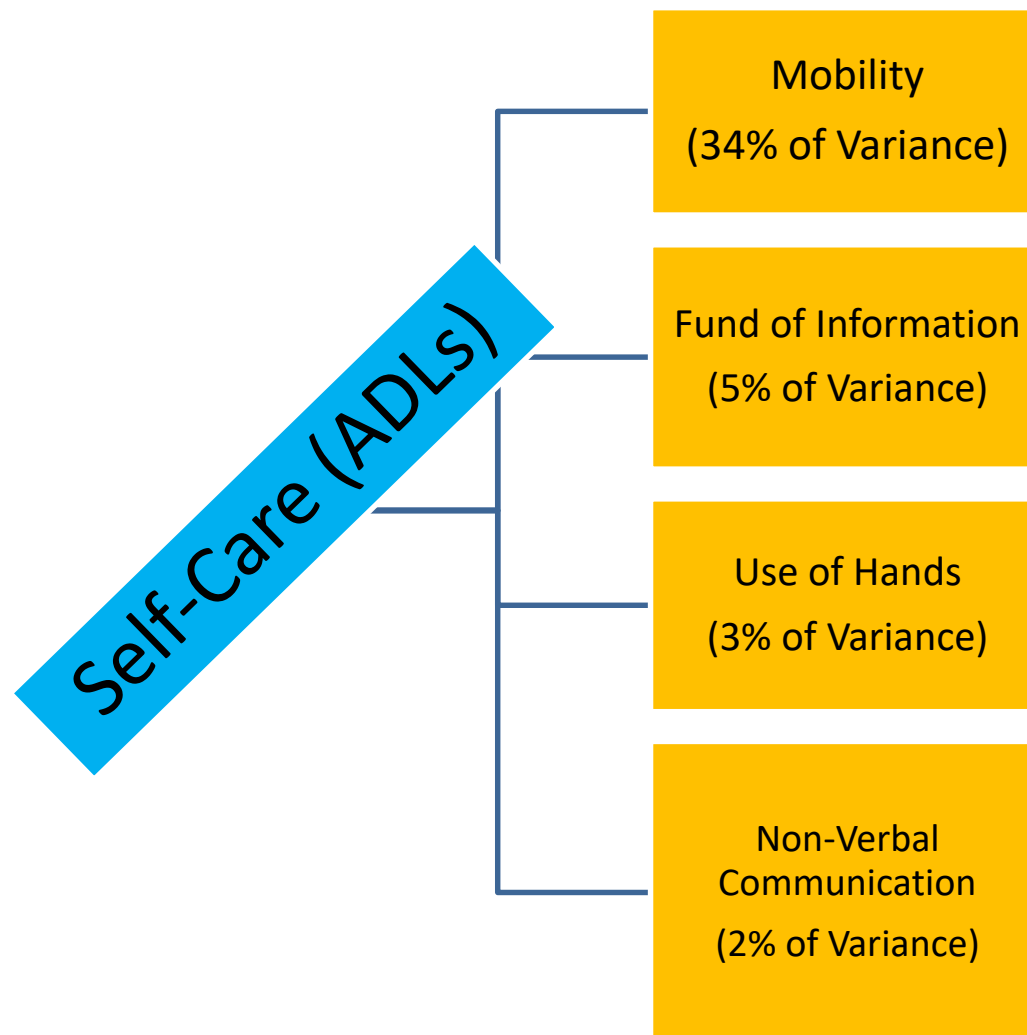 Self-Care (ADLs)
Mobility
(34% of Variance)
Fund of Information
(5% of Variance)
Use of Hands
(3% of Variance)
Non-Verbal
Communication
(2% of Variance)